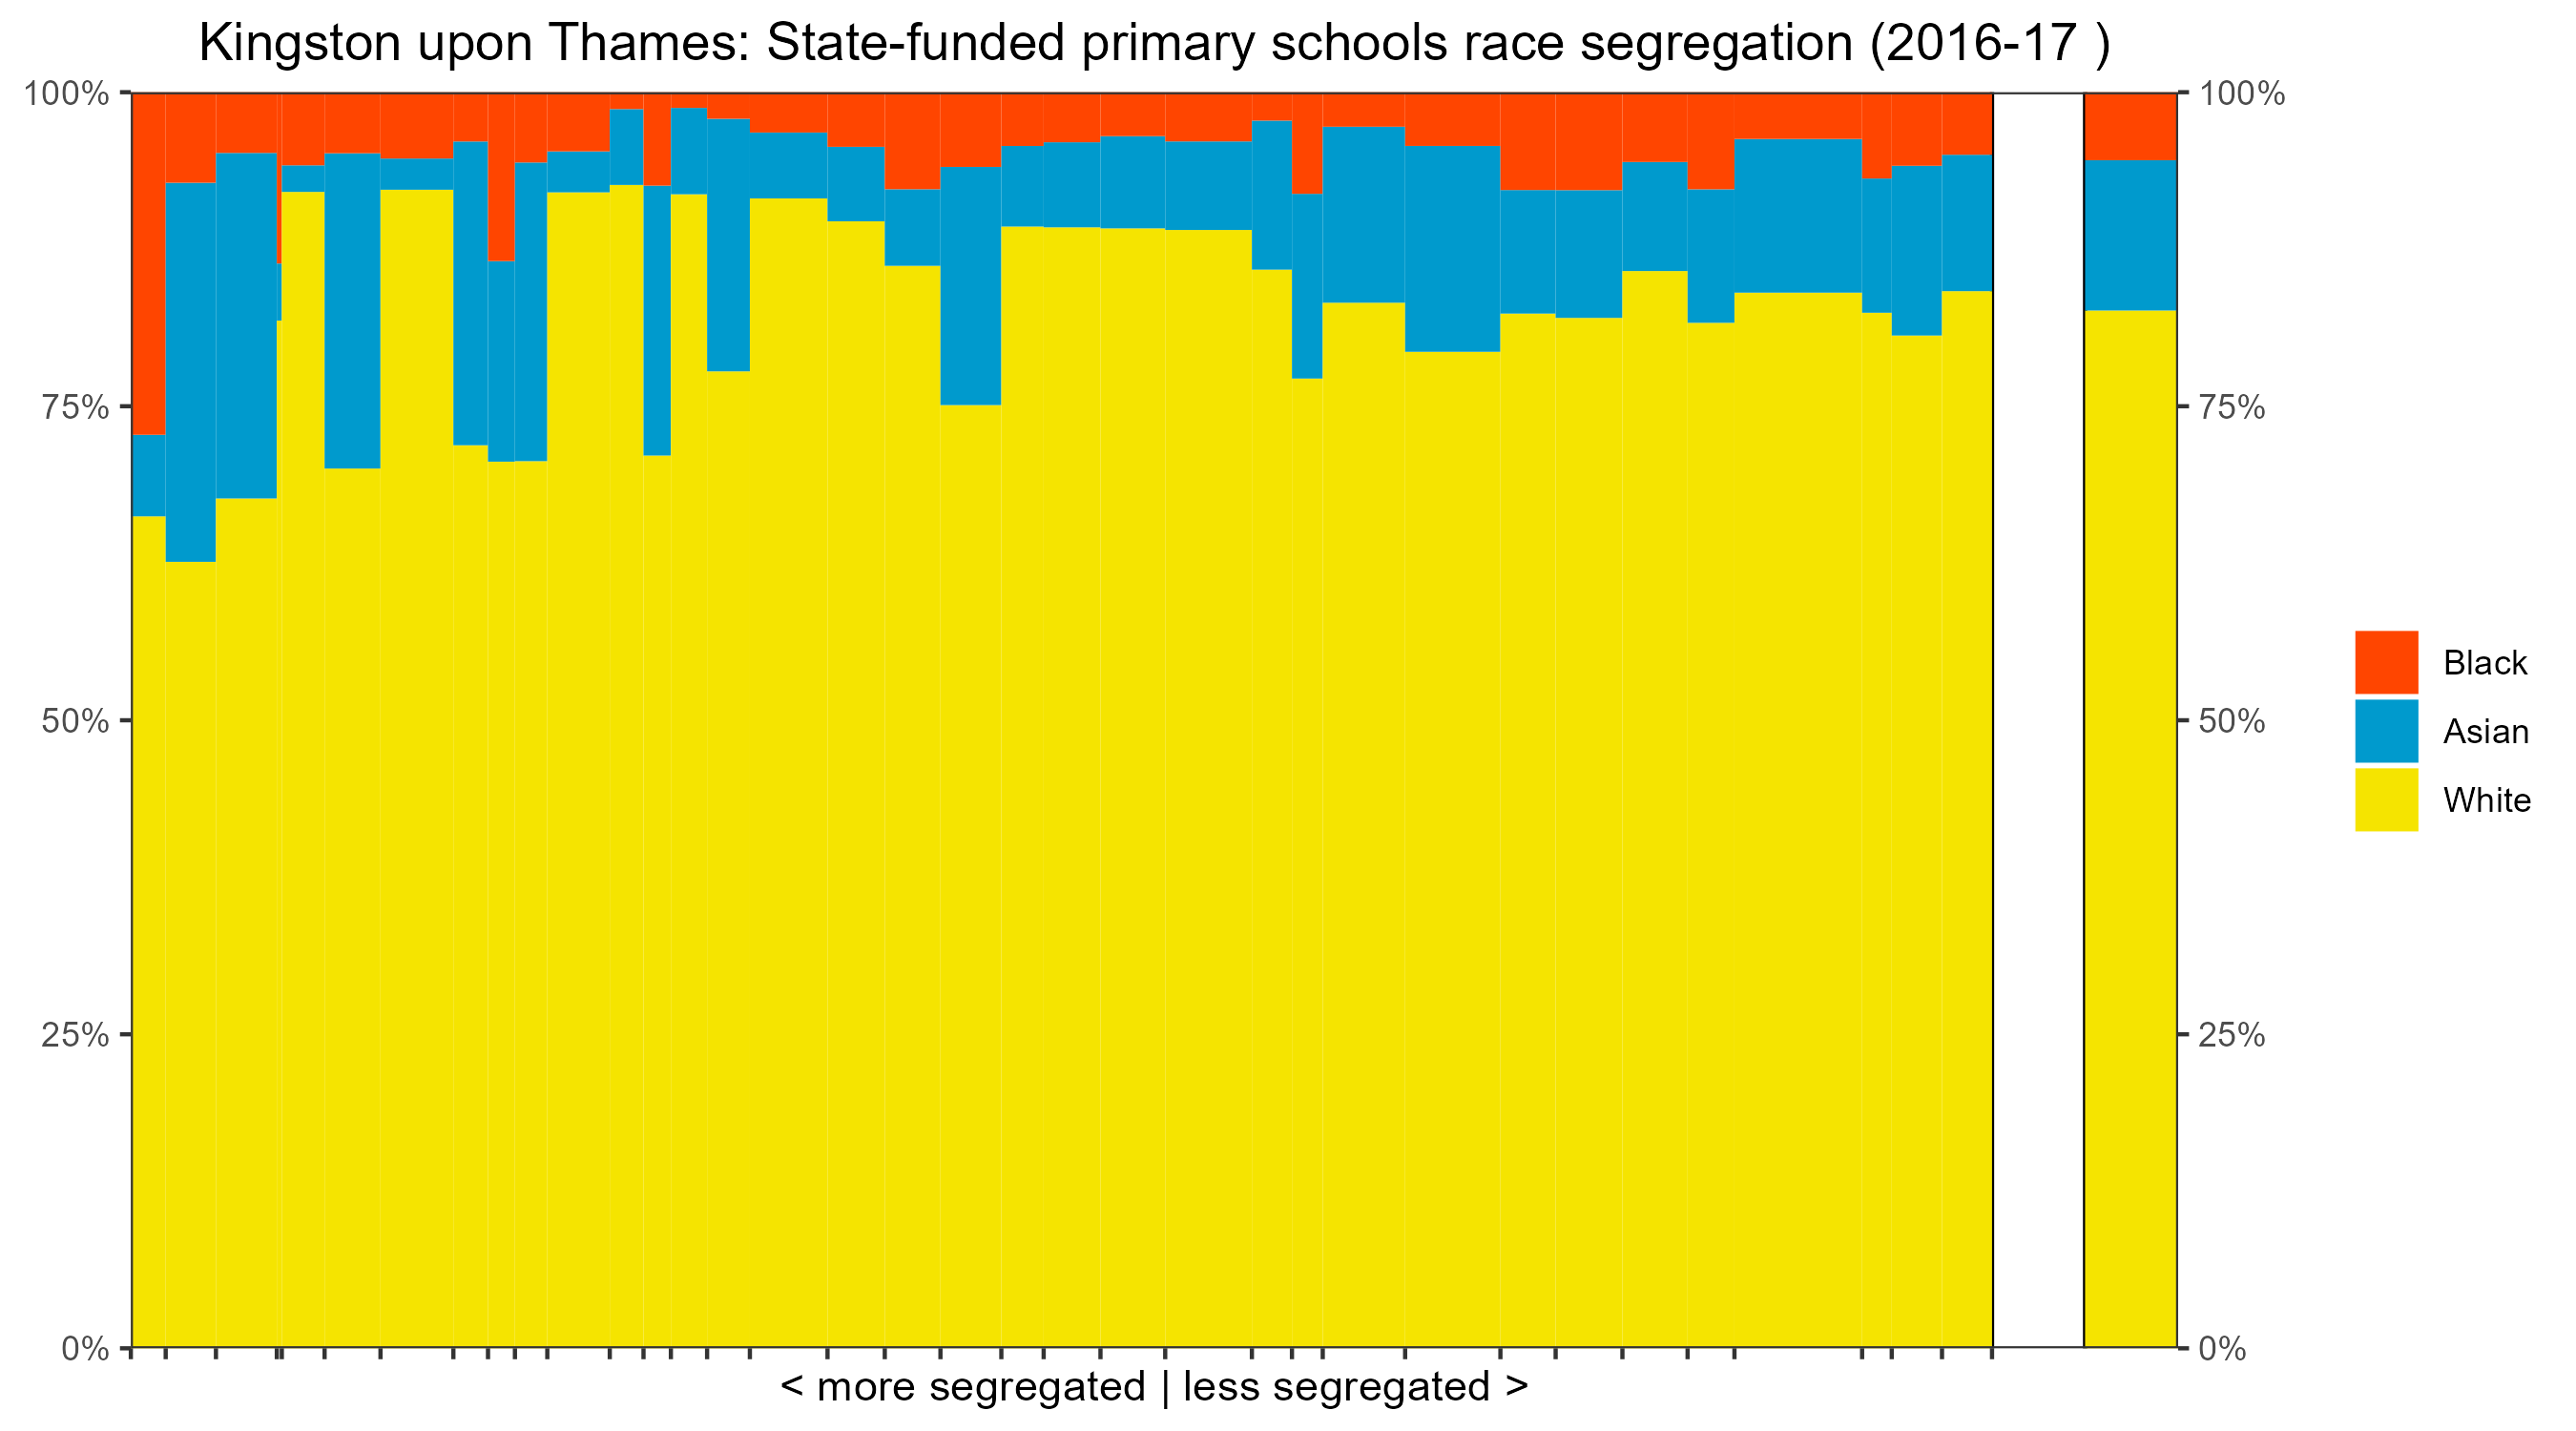 Kingston upon Thames: State-funded primary schools race segregation (2016-17 )
100%
75%
50%
25%
0%
100%
75%
50%
25%
0%
< more segregated | less segregated >
Black
Asian
White